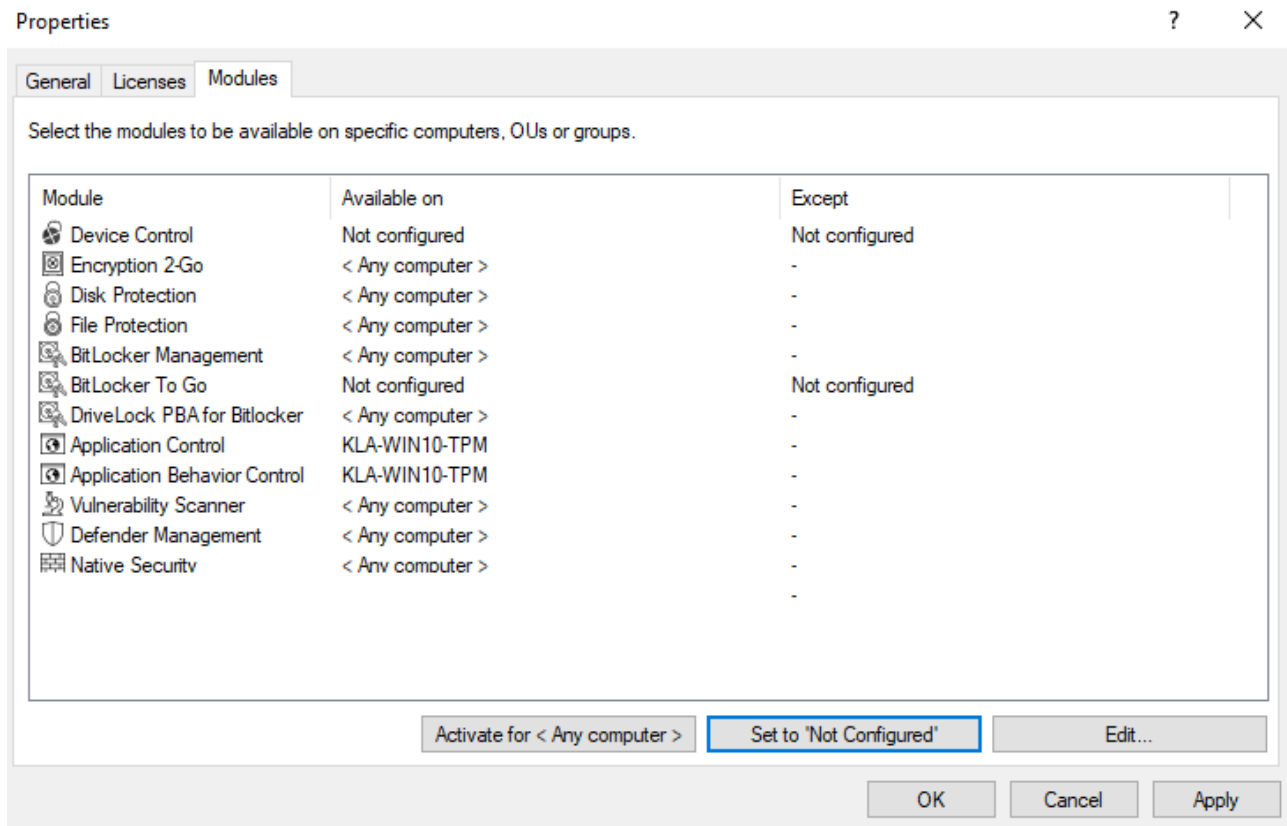 Properties ? ×
General Licenses Modules
Select the modules to be available on specific computers, OUs or groups.
Module Available on Except
Device Control Not configured Not configured
Encryption 2-Go < Any computer > -
Disk Protection < Any computer > -
File Protection < Any computer > -
BitLocker Management < Any computer > -
BitLocker To Go Not configured Not configured
DriveLock PBA for Bitlocker < Any computer > -
Application Control KLA-WIN10-TPM -
Application Behavior Control KLA-WIN10-TPM -
Vulnerability Scanner < Any computer > -
Defender Management < Any computer > -
Native Security < Any computer > -
-
Activate for < Any computer > Set to 'Not Configured' Edit...
OK Cancel Apply